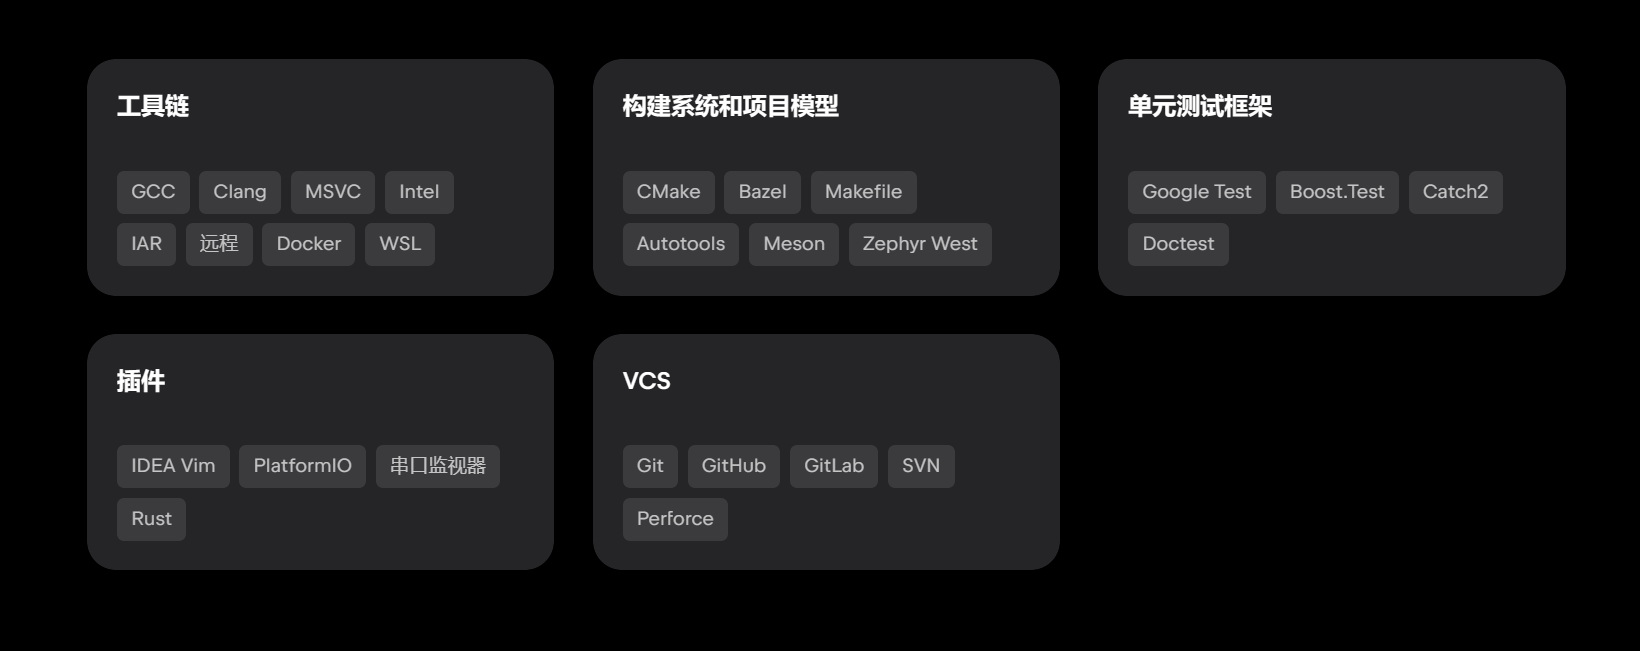 工具链
GCC Clang MSVC Intel
IAR 远程 Docker WSL
构建系统和项目模型
CMake Bazel Makefile
Autotools Meson Zephyr West
单元测试框架
Google Test Boost.Test Catch2
Doctest
插件
IDEA Vim PlatformIO 串口监视器
Rust
VCS
Git GitHub GitLab SVN
Perforce